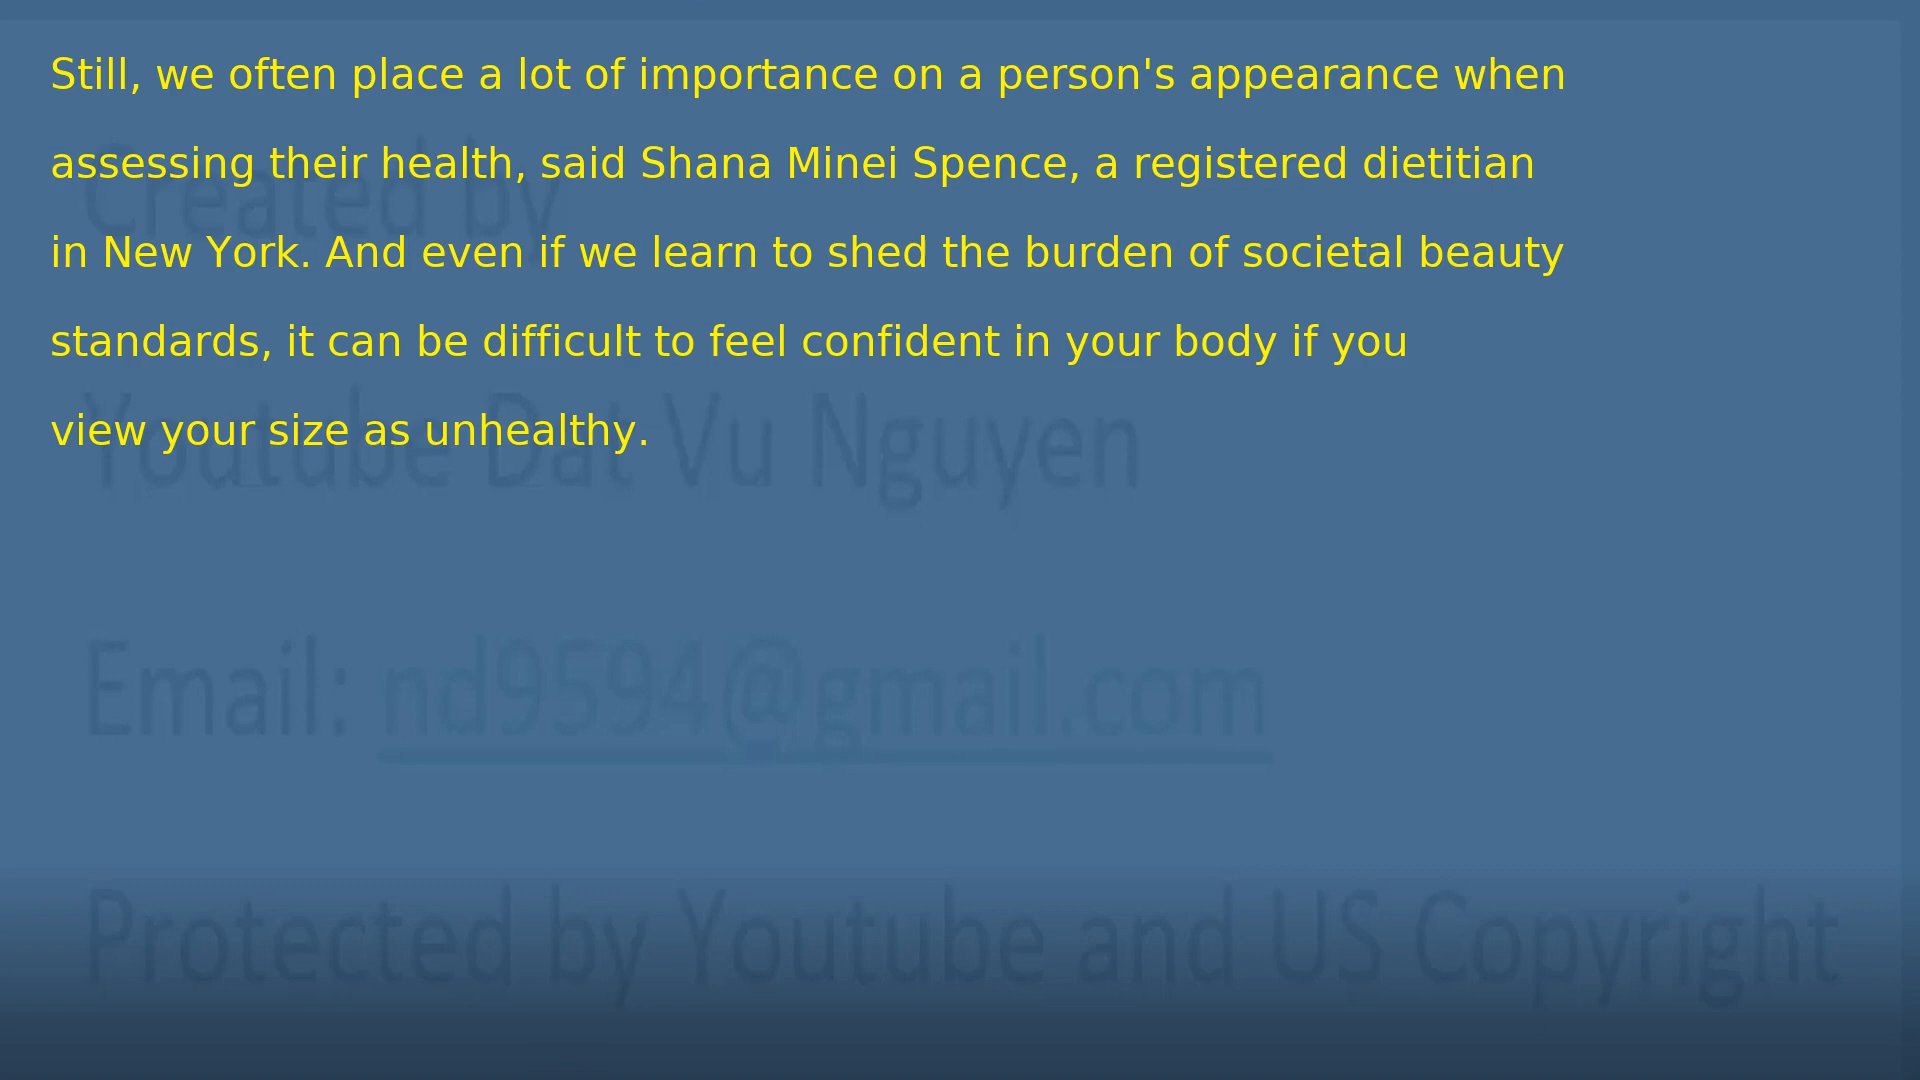 Still, we often place a lot of importance on a person's appearance when
assessing their health, said Shana Minei Spence, a registered dietitian
in New York. And even if we learn to shed the burden of societal beauty
standards, it can be difficult to feel confident in your body if you
view your size as unhealthy.
Created by
Youtube Dat Vu Nguyen
Email: nd9594@gmail.com
Protected by Youtube and US Copyright